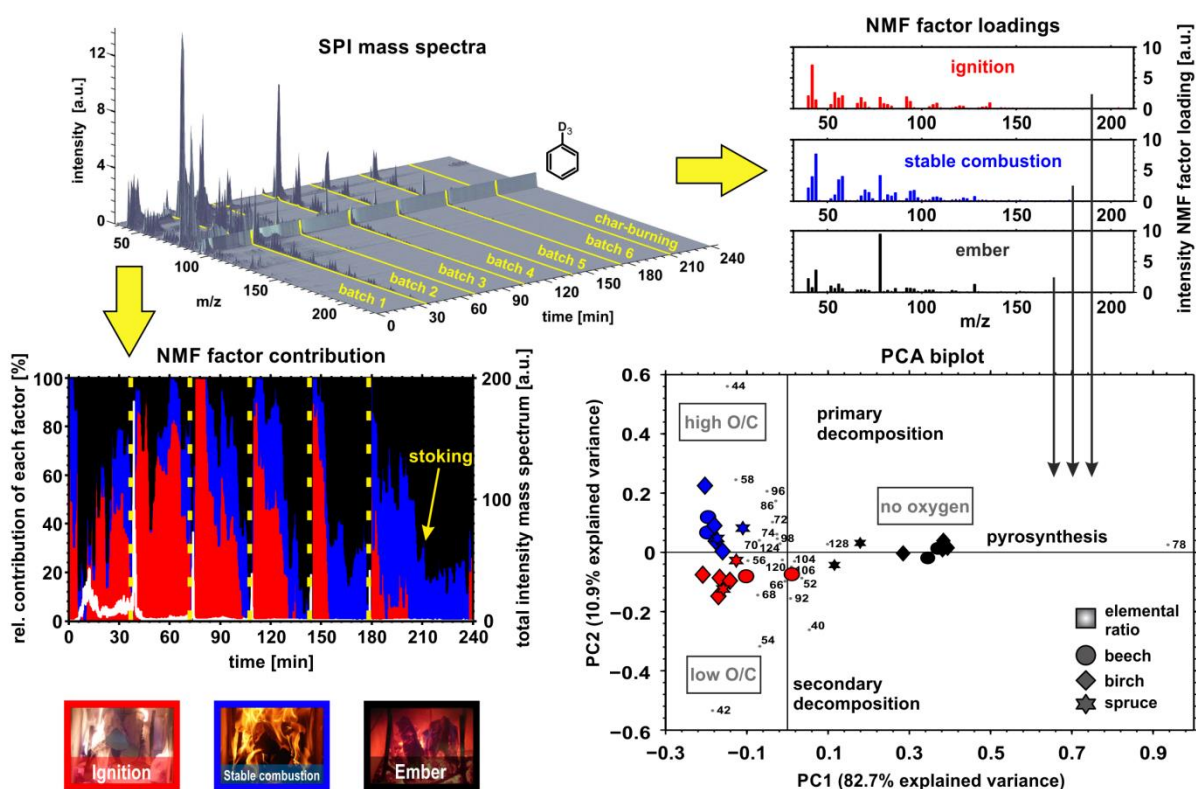 SPI mass spectra
intensity [a.u.]
12
8
4
0
50
100
150
200
m/z
D3
batch 1
batch 2
batch 3
batch 4
batch 5
batch 6
char-burning
0
30
60
90
120
150
180
210
240
time [min]
NMF factor loadings
ignition
10
5
0
50
100
150
200
stable combustion
10
5
0
50
100
150
200
ember
10
5
0
50
100
150
200
m/z
intensity NMF factor loading [a.u.]
NMF factor contribution
rel. contribution of each factor [%]
100
80
60
40
20
0
stoking
200
100
0
total intensity mass spectrum [a.u.]
0
30
60
90
120
150
180
210
240
time [min]
Ignition
Stable combustion
Ember
PCA biplot
PC2 (10.9% explained variance)
0.6
0.4
0.2
0
−0.2
−0.4
−0.6
44
high O/C
primary
decomposition
58
96
86
72
74
98
70
124
128
no oxygen
pyrosynthesis
78
56
120
104
106
66
52
68
92
40
54
low O/C
42
secondary
decomposition
elemental
ratio
beech
birch
spruce
−0.3
−0.1
0.1
0.3
0.5
0.7
0.9
PC1 (82.7% explained variance)